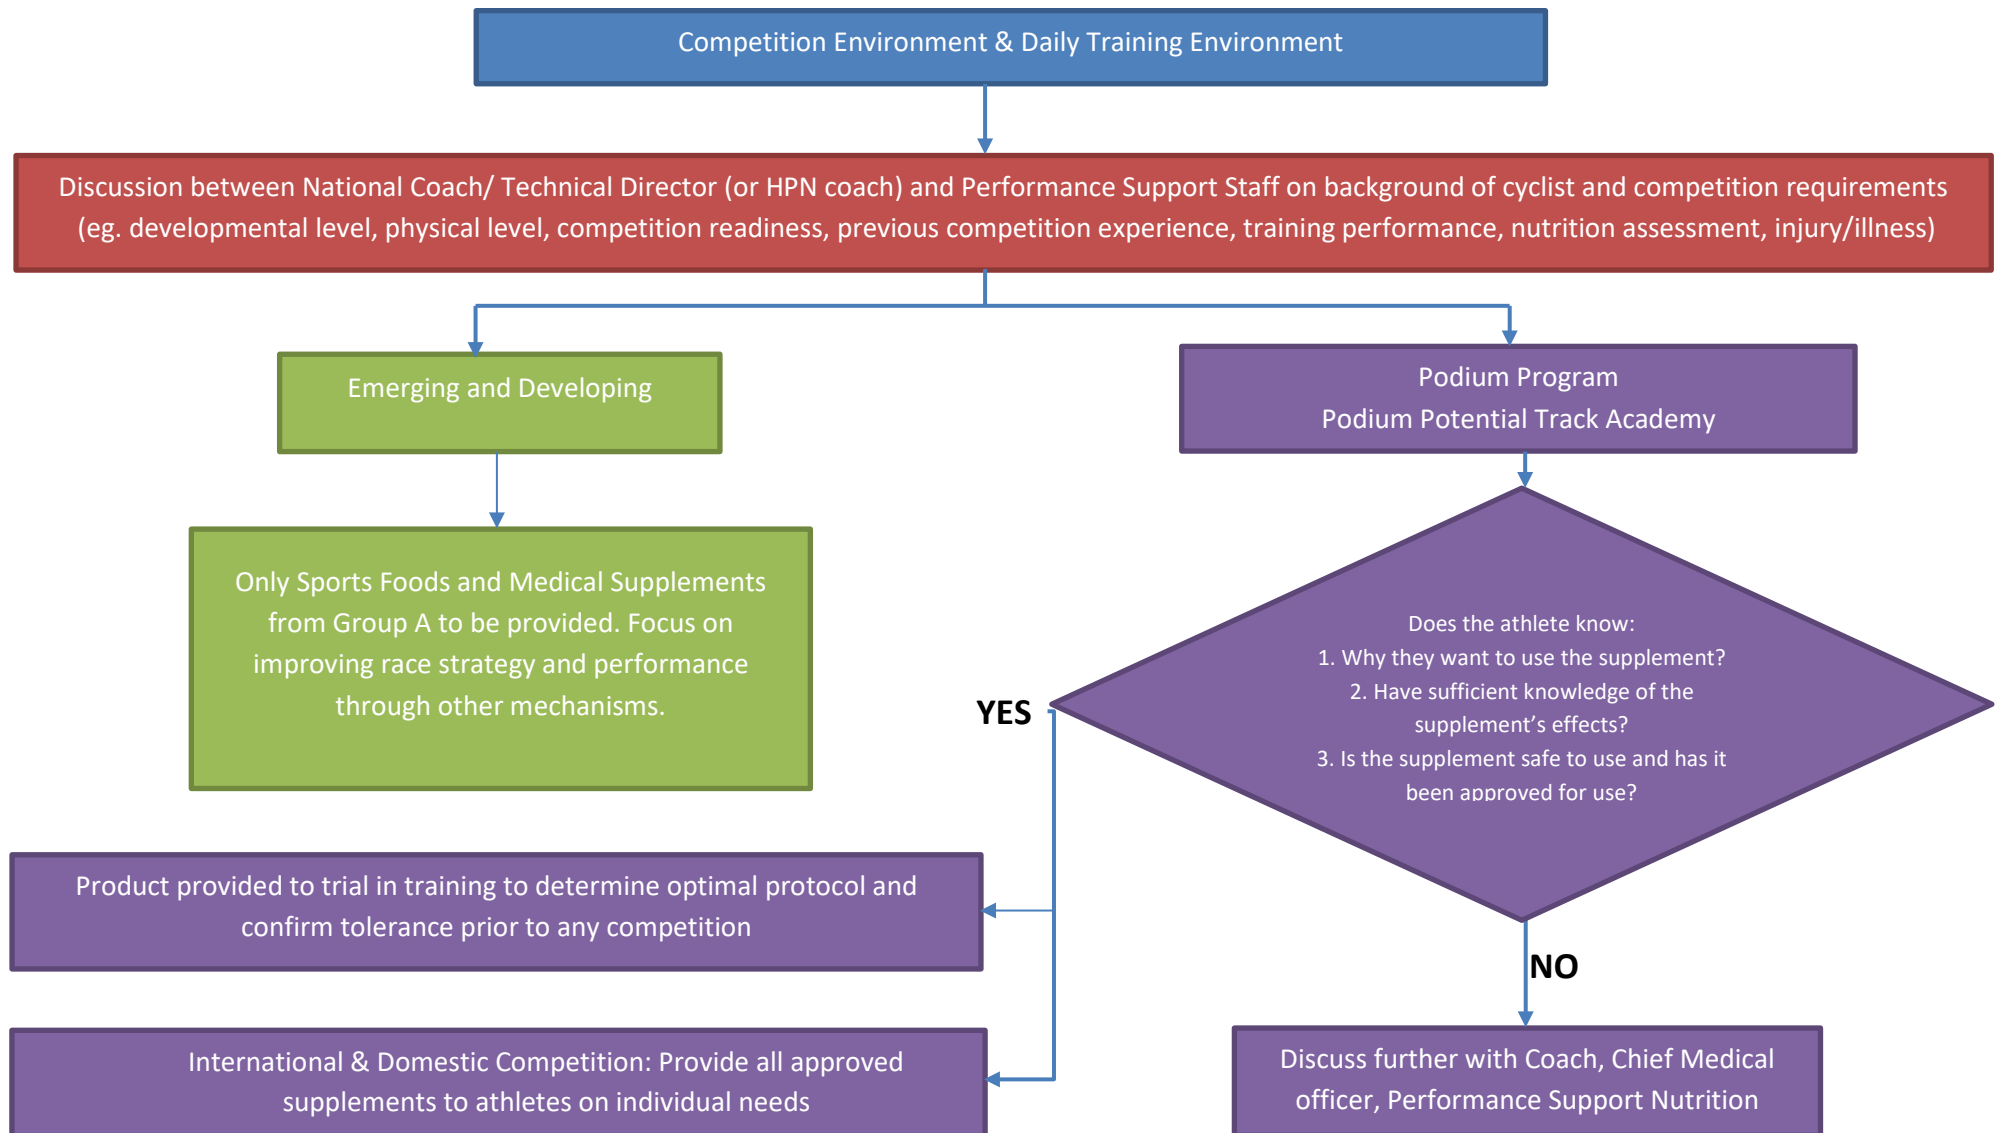 Competition Environment & Daily Training Environment
Discussion between National Coach/ Technical Director (or HPN coach) and Performance Support Staff on background of cyclist and competition requirements
(eg. developmental level, physical level, competition readiness, previous competition experience, training performance, nutrition assessment, injury/illness)
Emerging and Developing
Podium Program
Podium Potential Track Academy
Only Sports Foods and Medical Supplements
from Group A to be provided. Focus on
improving race strategy and performance
through other mechanisms.
Does the athlete know:
1. Why they want to use the supplement?
2. Have sufficient knowledge of the
supplement's effects?
3. Is the supplement safe to use and has it
been approved for use?
YES
Product provided to trial in training to determine optimal protocol and
confirm tolerance prior to any competition
NO
International & Domestic Competition: Provide all approved
supplements to athletes on individual needs
Discuss further with Coach, Chief Medical
officer, Performance Support Nutrition